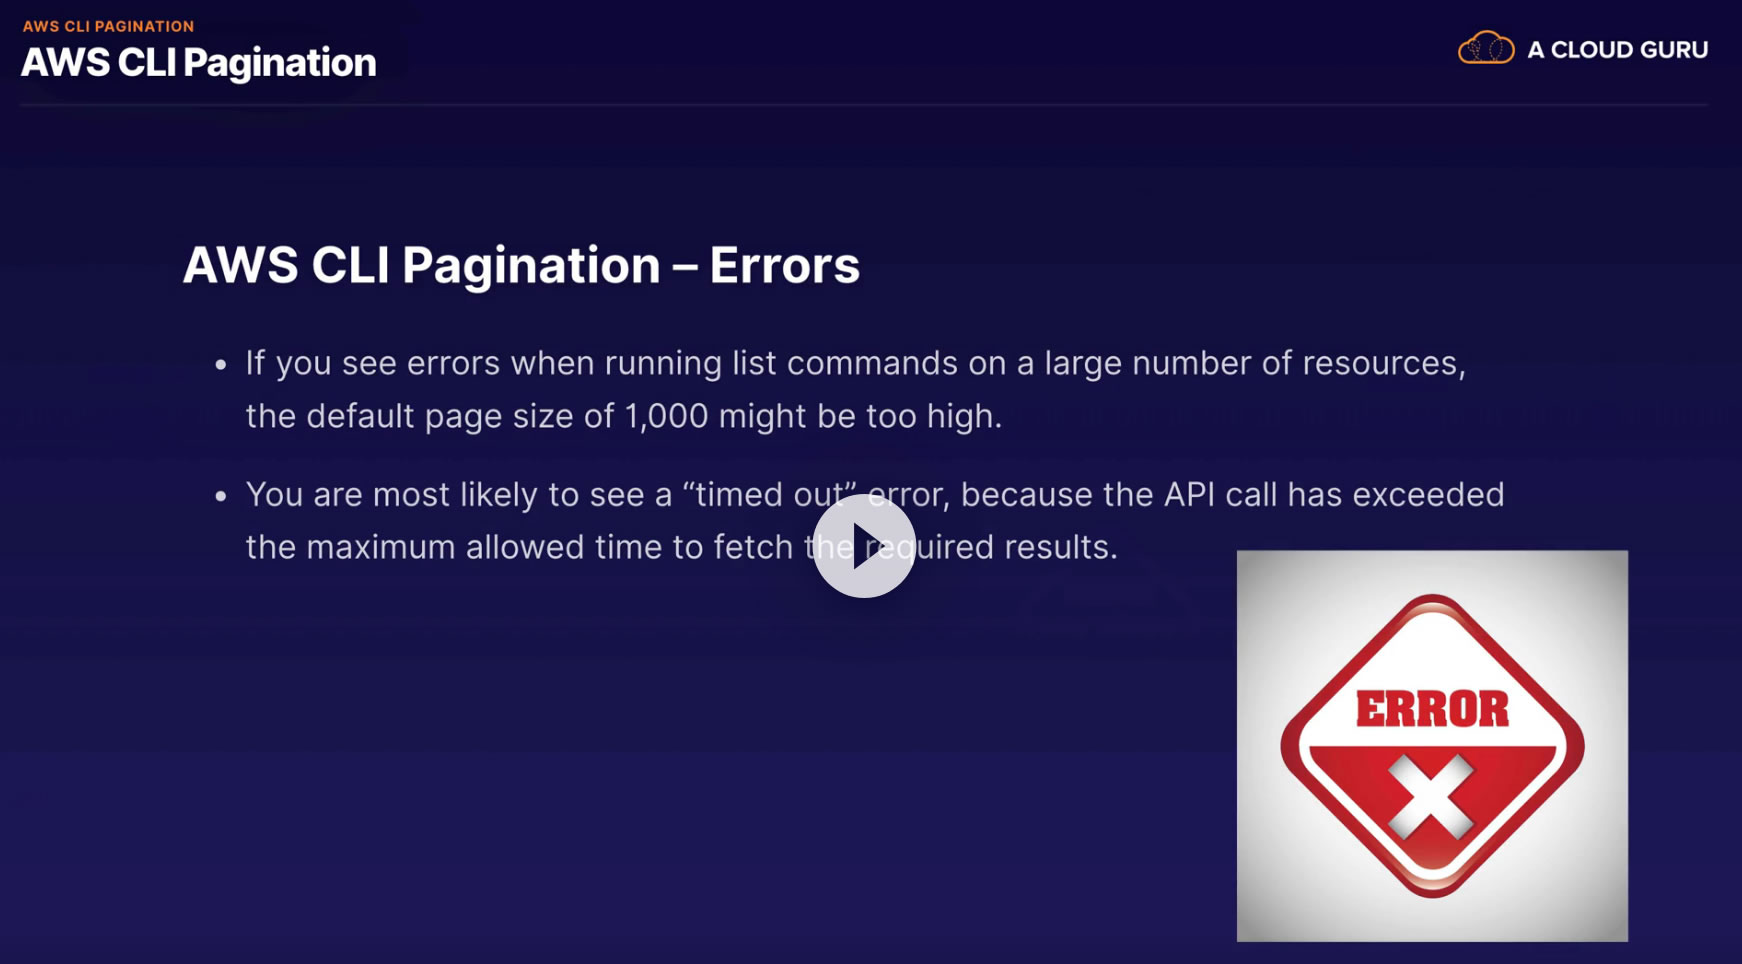 AWS CLI PAGINATION
AWS CLI Pagination
A CLOUD GURU
AWS CLI Pagination – Errors
• If you see errors when running list commands on a large number of resources,
the default page size of 1,000 might be too high.
• You are most likely to see a “timed out” error, because the API call has exceeded
the maximum allowed time to fetch the required results.
ERROR